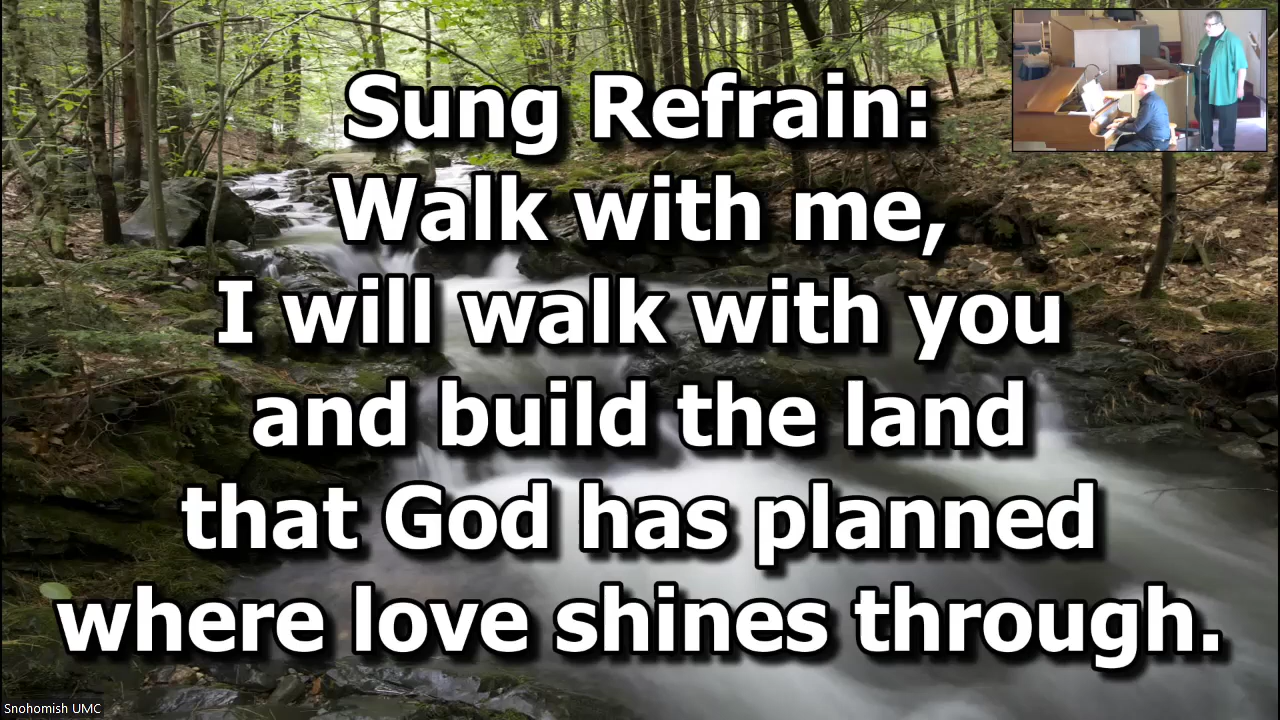 Sung Refrain:
Walk with me,
I will walk with you
and build the land
that God has planned
where love shines through.
Snohomish UMC